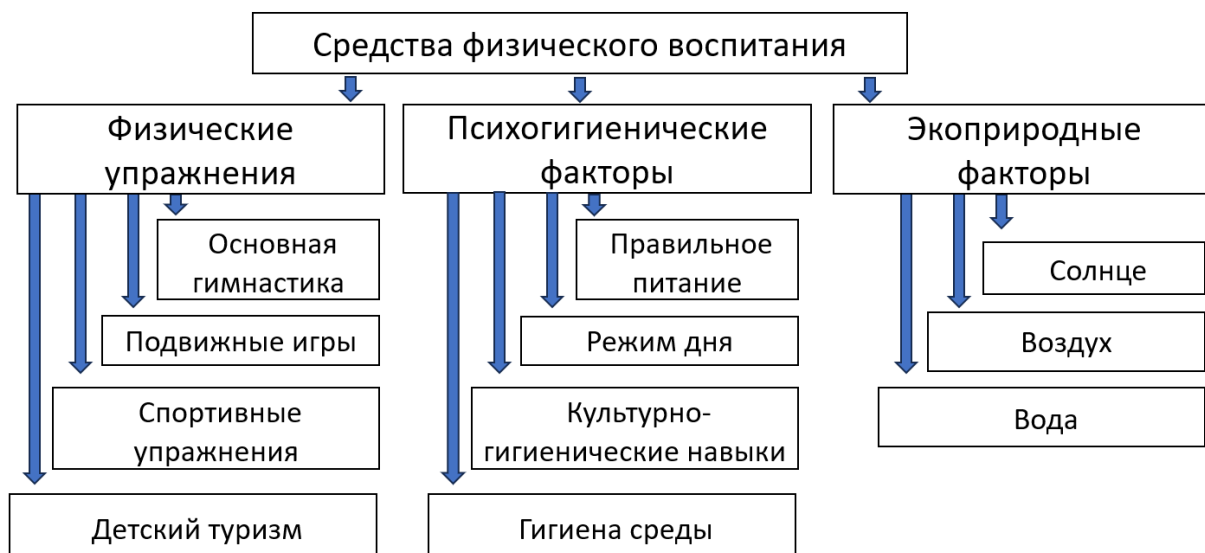 Средства физического воспитания
Физические
упражнения
Основная
гимнастика
Подвижные игры
Спортивные
упражнения
Детский туризм
Психогигиенические
факторы
Правильное
питание
Режим дня
Культурно-
гигиенические навыки
Гигиена среды
Экоприродные
факторы
Солнце
Воздух
Вода